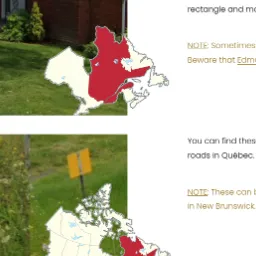 rectangle and mo
NOTE: Sometimes
Beware that Edm
You can find thes
roads in Québec.
NOTE: These can b
in New Brunswick.